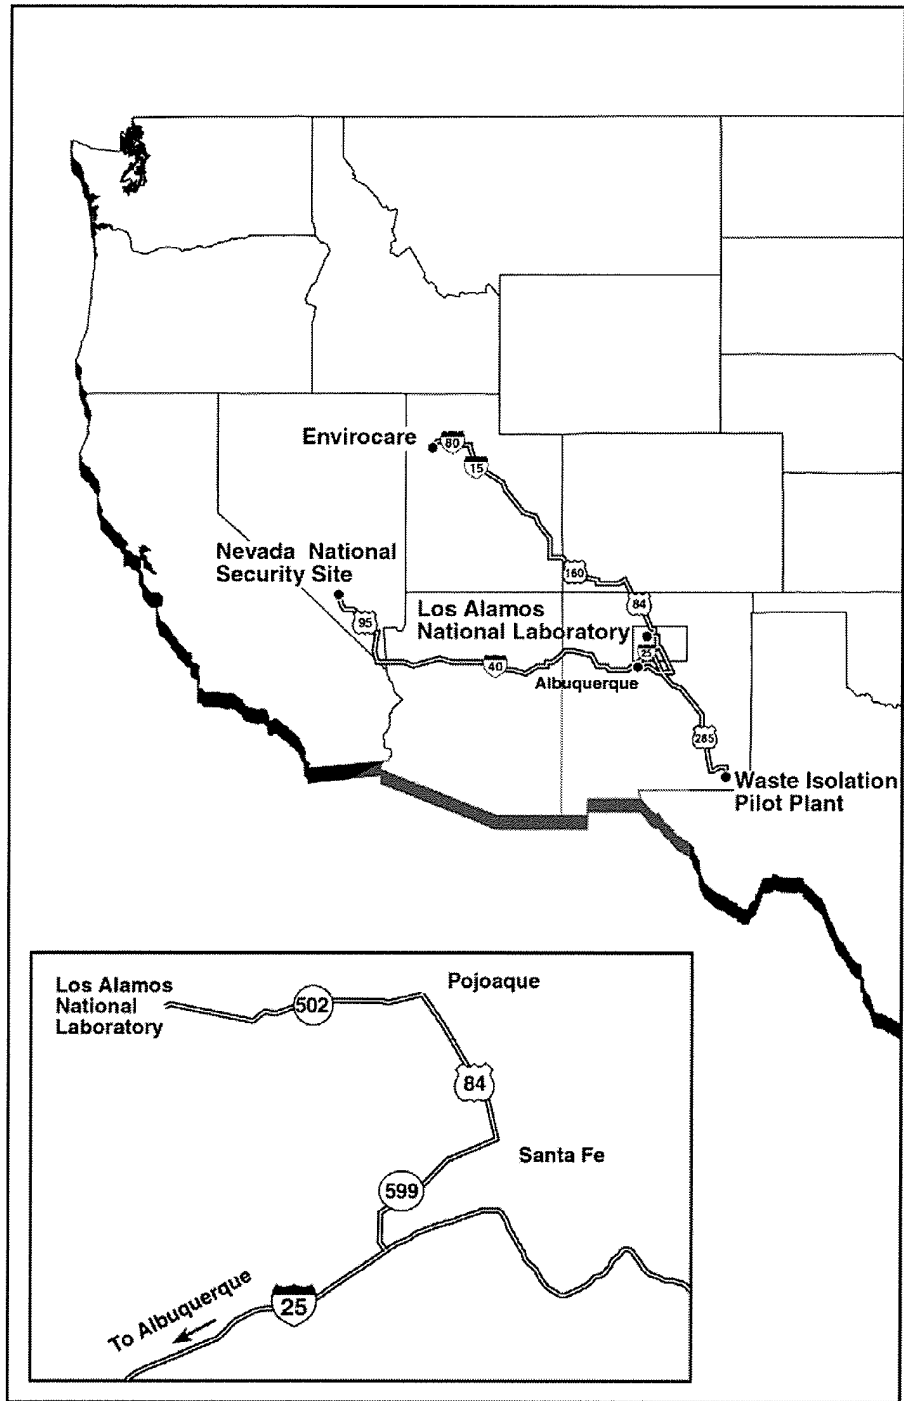 Envirocare
80
15
Nevada National
Security Site
160
95
84
Los Alamos
National Laboratory
25
40
Albuquerque
285
Waste Isolation
Pilot Plant
Los Alamos
National
Laboratory
Pojoaque
502
84
Santa Fe
599
25
To Albuquerque